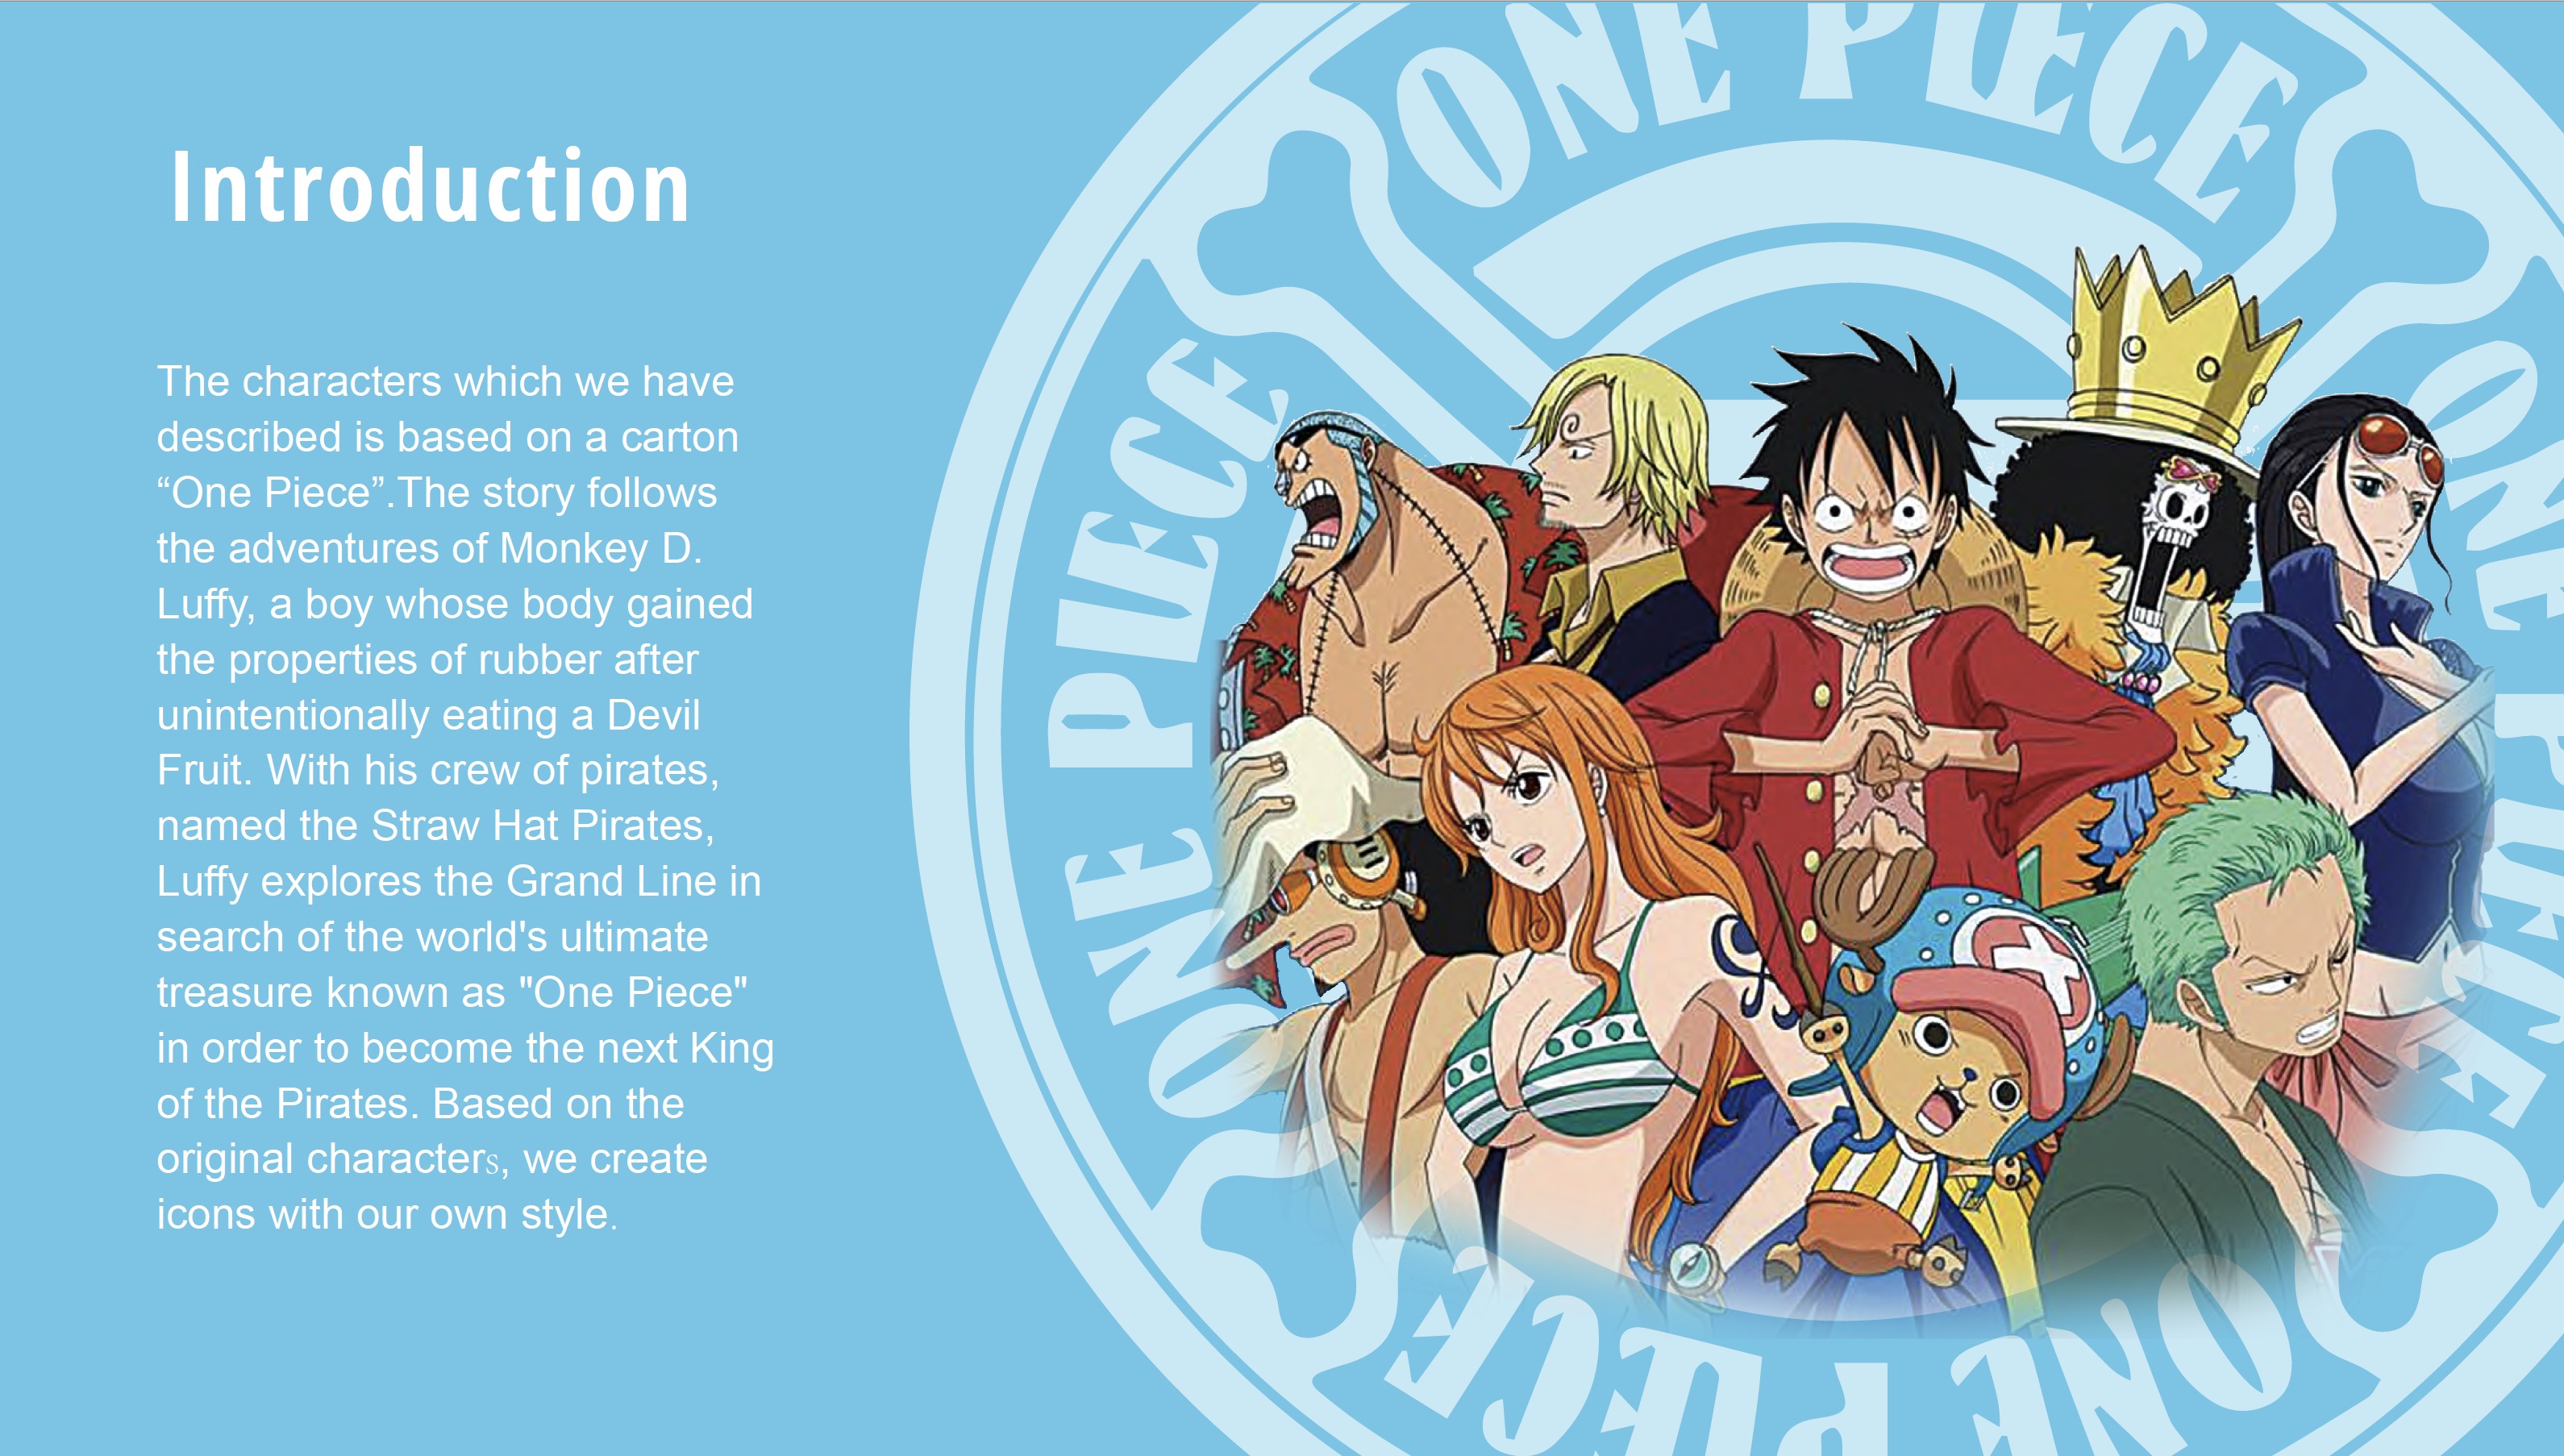 Introduction
The characters which we have
described is based on a carton
“One Piece”.The story follows
the adventures of Monkey D.
Luffy, a boy whose body gained
the properties of rubber after
unintentionally eating a Devil
Fruit. With his crew of pirates,
named the Straw Hat Pirates,
Luffy explores the Grand Line in
search of the world's ultimate
treasure known as "One Piece"
in order to become the next King
of the Pirates. Based on the
original characters, we create
icons with our own style.
ONE PIECE
ONE PIECE
ONE PIECE
ONE PIECE